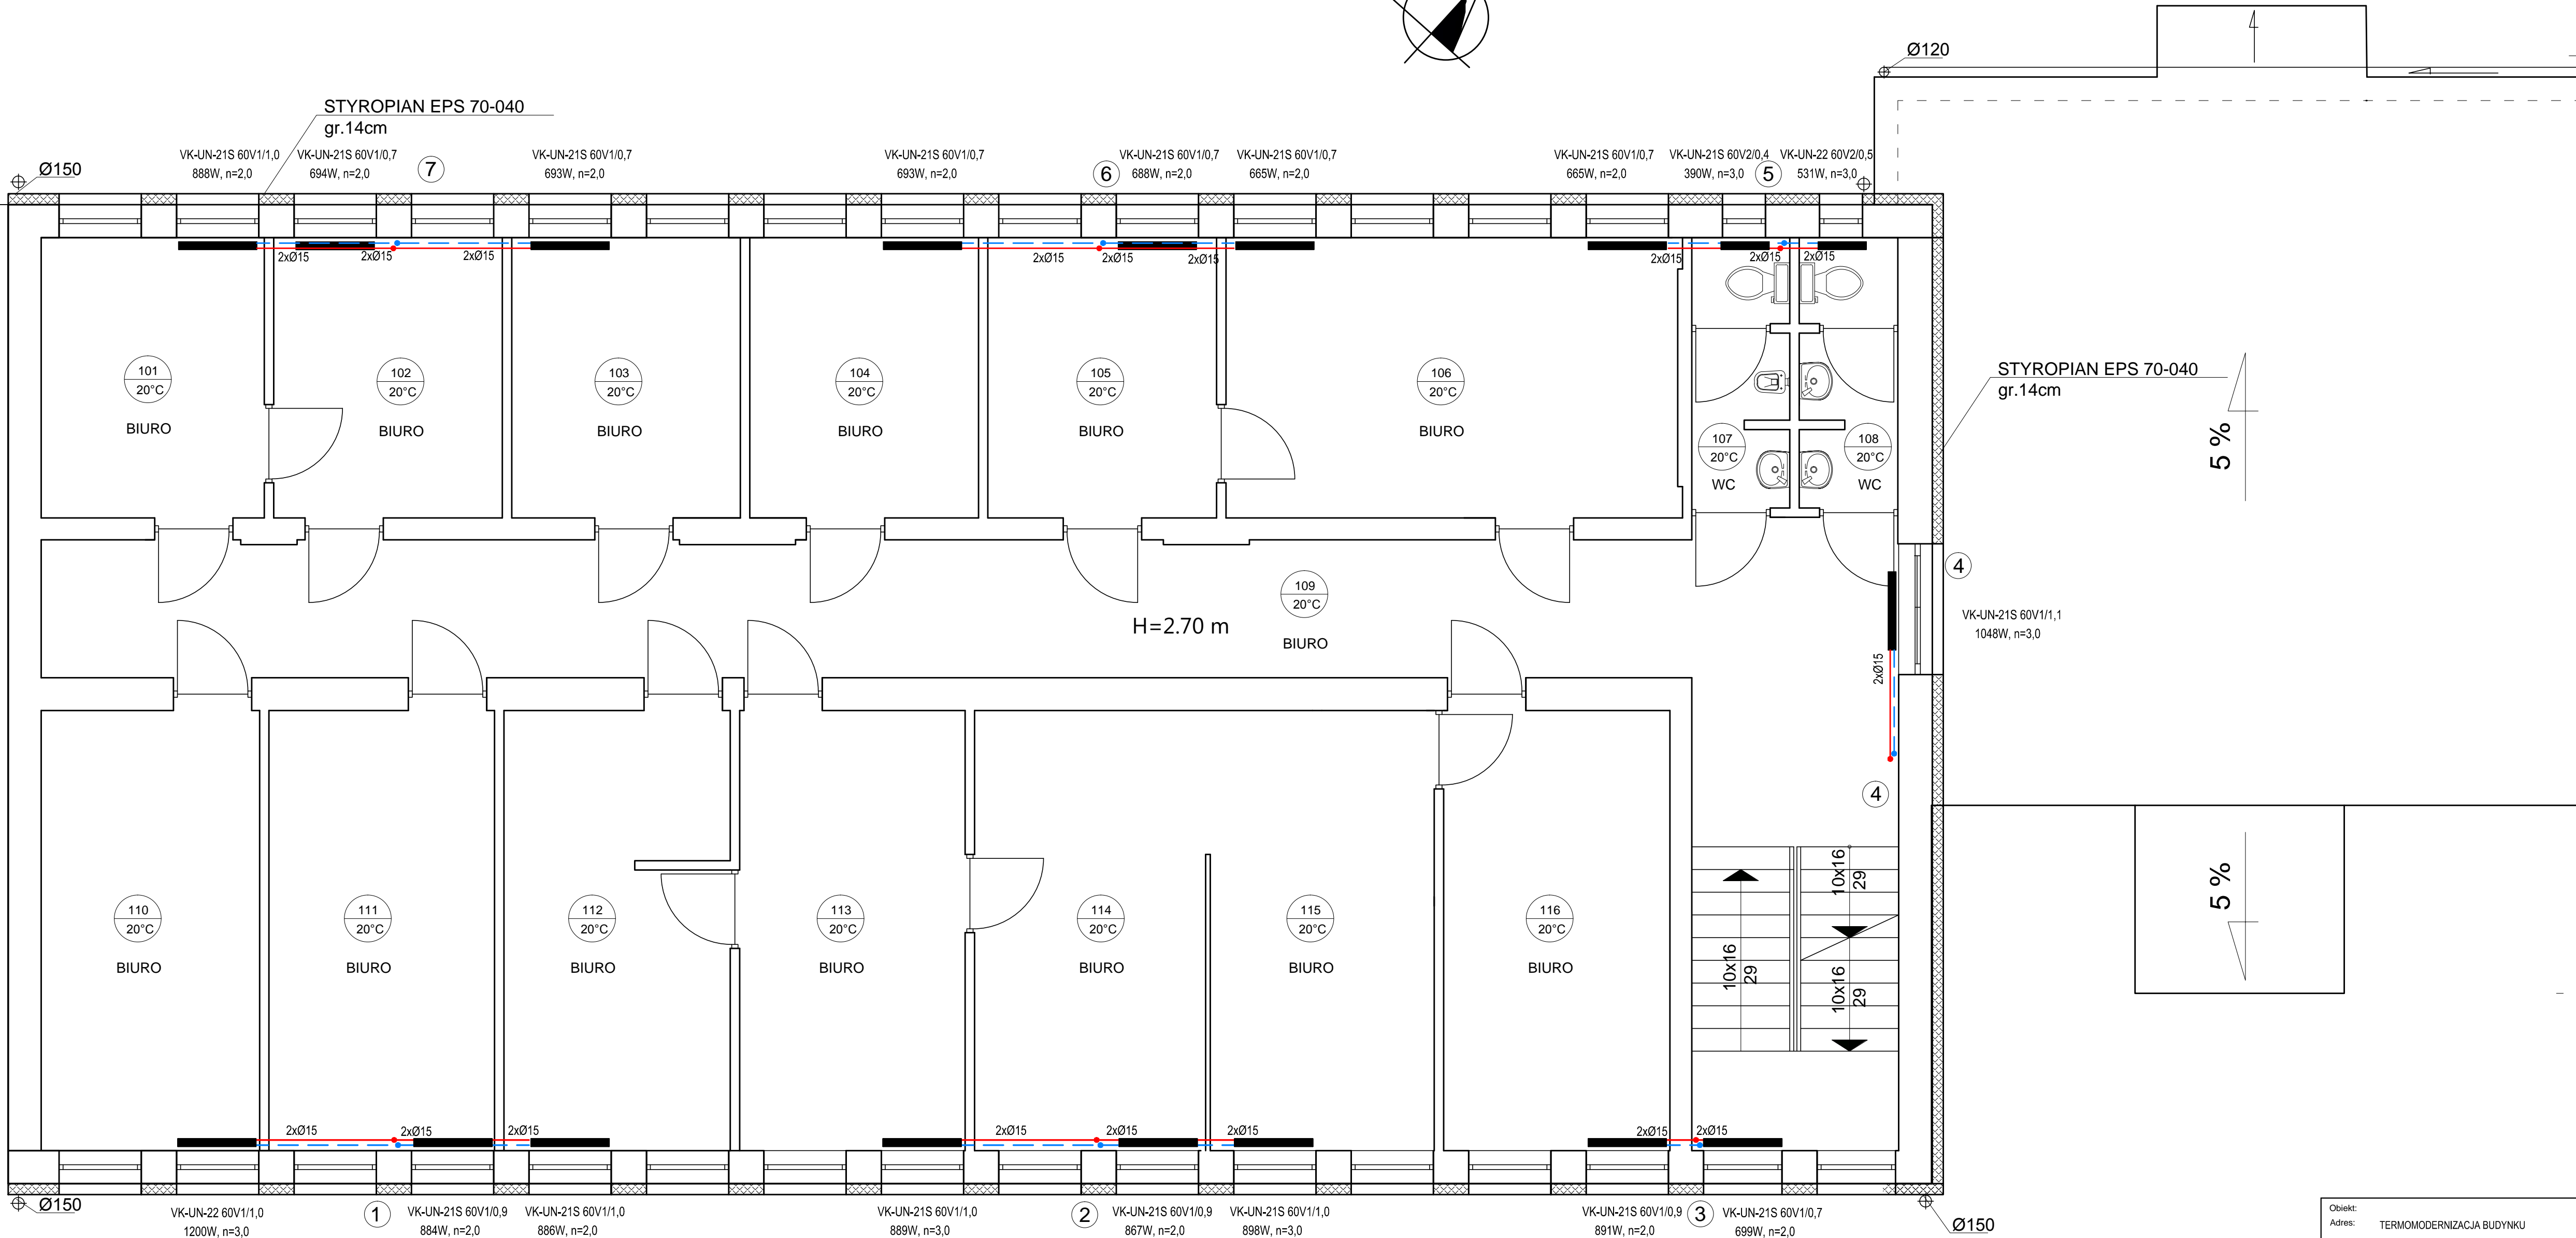 Ø120
STYROPIAN EPS 70-040
gr.14cm
Ø150
VK-UN-21S 60V1/1,0
888W, n=2,0
VK-UN-21S 60V1/0,7
694W, n=2,0
7
VK-UN-21S 60V1/0,7
693W, n=2,0
VK-UN-21S 60V1/0,7
693W, n=2,0
6
VK-UN-21S 60V1/0,7
688W, n=2,0
VK-UN-21S 60V1/0,7
665W, n=2,0
VK-UN-21S 60V1/0,7
665W, n=2,0
VK-UN-21S 60V2/0,4
390W, n=3,0
5
VK-UN-22 60V2/0,5
531W, n=3,0
2xØ15
2xØ15
2xØ15
2xØ15
2xØ15
2xØ15
2xØ15
2xØ15
2xØ15
101
20°C
BIURO
102
20°C
BIURO
103
20°C
BIURO
104
20°C
BIURO
105
20°C
BIURO
106
20°C
BIURO
107
20°C
WC
108
20°C
WC
STYROPIAN EPS 70-040
gr.14cm
5 %
109
20°C
BIURO
H=2.70 m
4
VK-UN-21S 60V1/1,1
1048W, n=3,0
2xØ15
4
10x16
29
10x16
29
10x16
29
5 %
110
20°C
BIURO
111
20°C
BIURO
112
20°C
BIURO
113
20°C
BIURO
114
20°C
BIURO
115
20°C
BIURO
116
20°C
BIURO
2xØ15
2xØ15
2xØ15
2xØ15
2xØ15
2xØ15
2xØ15
2xØ15
Ø150
VK-UN-22 60V1/1,0
1200W, n=3,0
1
VK-UN-21S 60V1/0,9
884W, n=2,0
VK-UN-21S 60V1/1,0
886W, n=2,0
VK-UN-21S 60V1/1,0
889W, n=3,0
2
VK-UN-21S 60V1/0,9
867W, n=2,0
VK-UN-21S 60V1/1,0
898W, n=3,0
VK-UN-21S 60V1/0,9
891W, n=2,0
3
VK-UN-21S 60V1/0,7
699W, n=2,0
Ø150
Obiekt:
Adres: TERMOMODERNIZACJA BUDYNKU